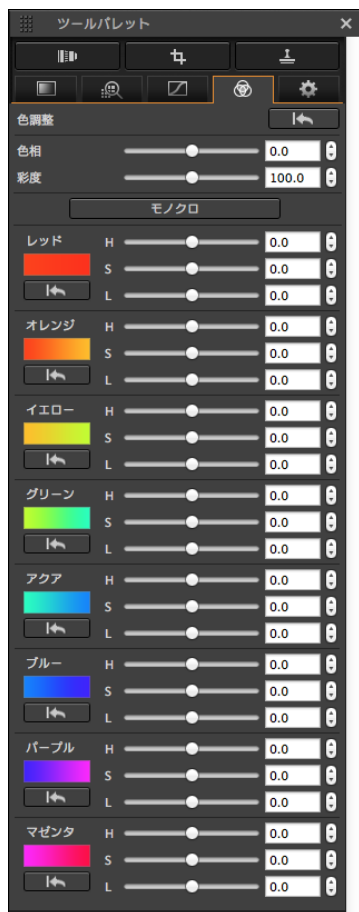 ツールパレット
色調整
色相 0.0
彩度 100.0
モノクロ
レッド H 0.0
S 0.0
L 0.0
オレンジ H 0.0
S 0.0
L 0.0
イエロー H 0.0
S 0.0
L 0.0
グリーン H 0.0
S 0.0
L 0.0
アクア H 0.0
S 0.0
L 0.0
ブルー H 0.0
S 0.0
L 0.0
パープル H 0.0
S 0.0
L 0.0
マゼンタ H 0.0
S 0.0
L 0.0